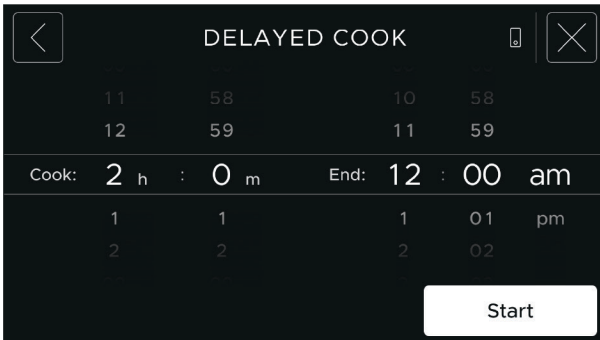 DELAYED COOK
11 58 10 58
12 59 11 59
Cook: 2 h : 0 m End: 12 : 00 am
1 1 1 01 pm
2 2 2 02
Start